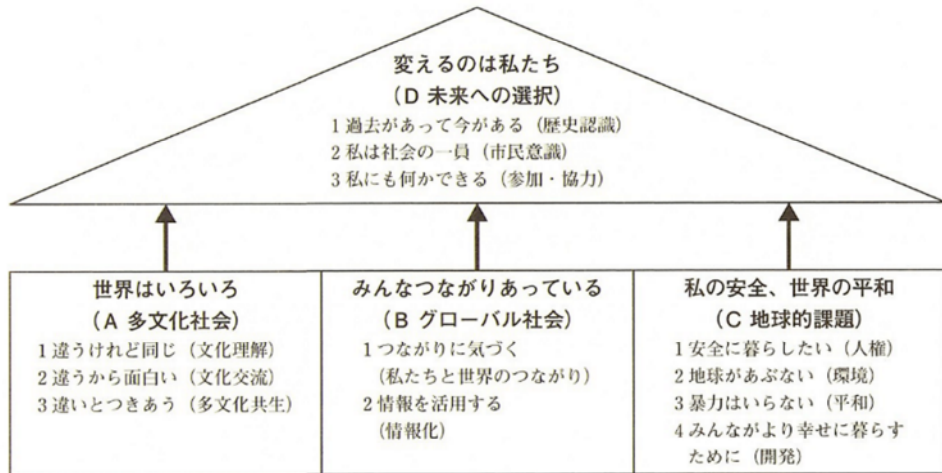 変えるのは私たち
(D 未来への選択)
1 過去があって今がある (歴史認識)
2 私は社会の一員 (市民意識)
3 私にも何かできる (参加・協力)
世界はいろいろ
(A 多文化社会)
1 違うけれど同じ (文化理解)
2 違うから面白い (文化交流)
3 違いとつきあう (多文化共生)
みんなつながりあっている
(B グローバル社会)
1 つながりに気づく
(私たちと世界のつながり)
2 情報を活用する
(情報化)
私の安全、世界の平和
(C 地球的課題)
1 安全に暮らしたい (人権)
2 地球があぶない (環境)
3 暴力はいらない (平和)
4 みんながより幸せに暮らす
ために (開発)